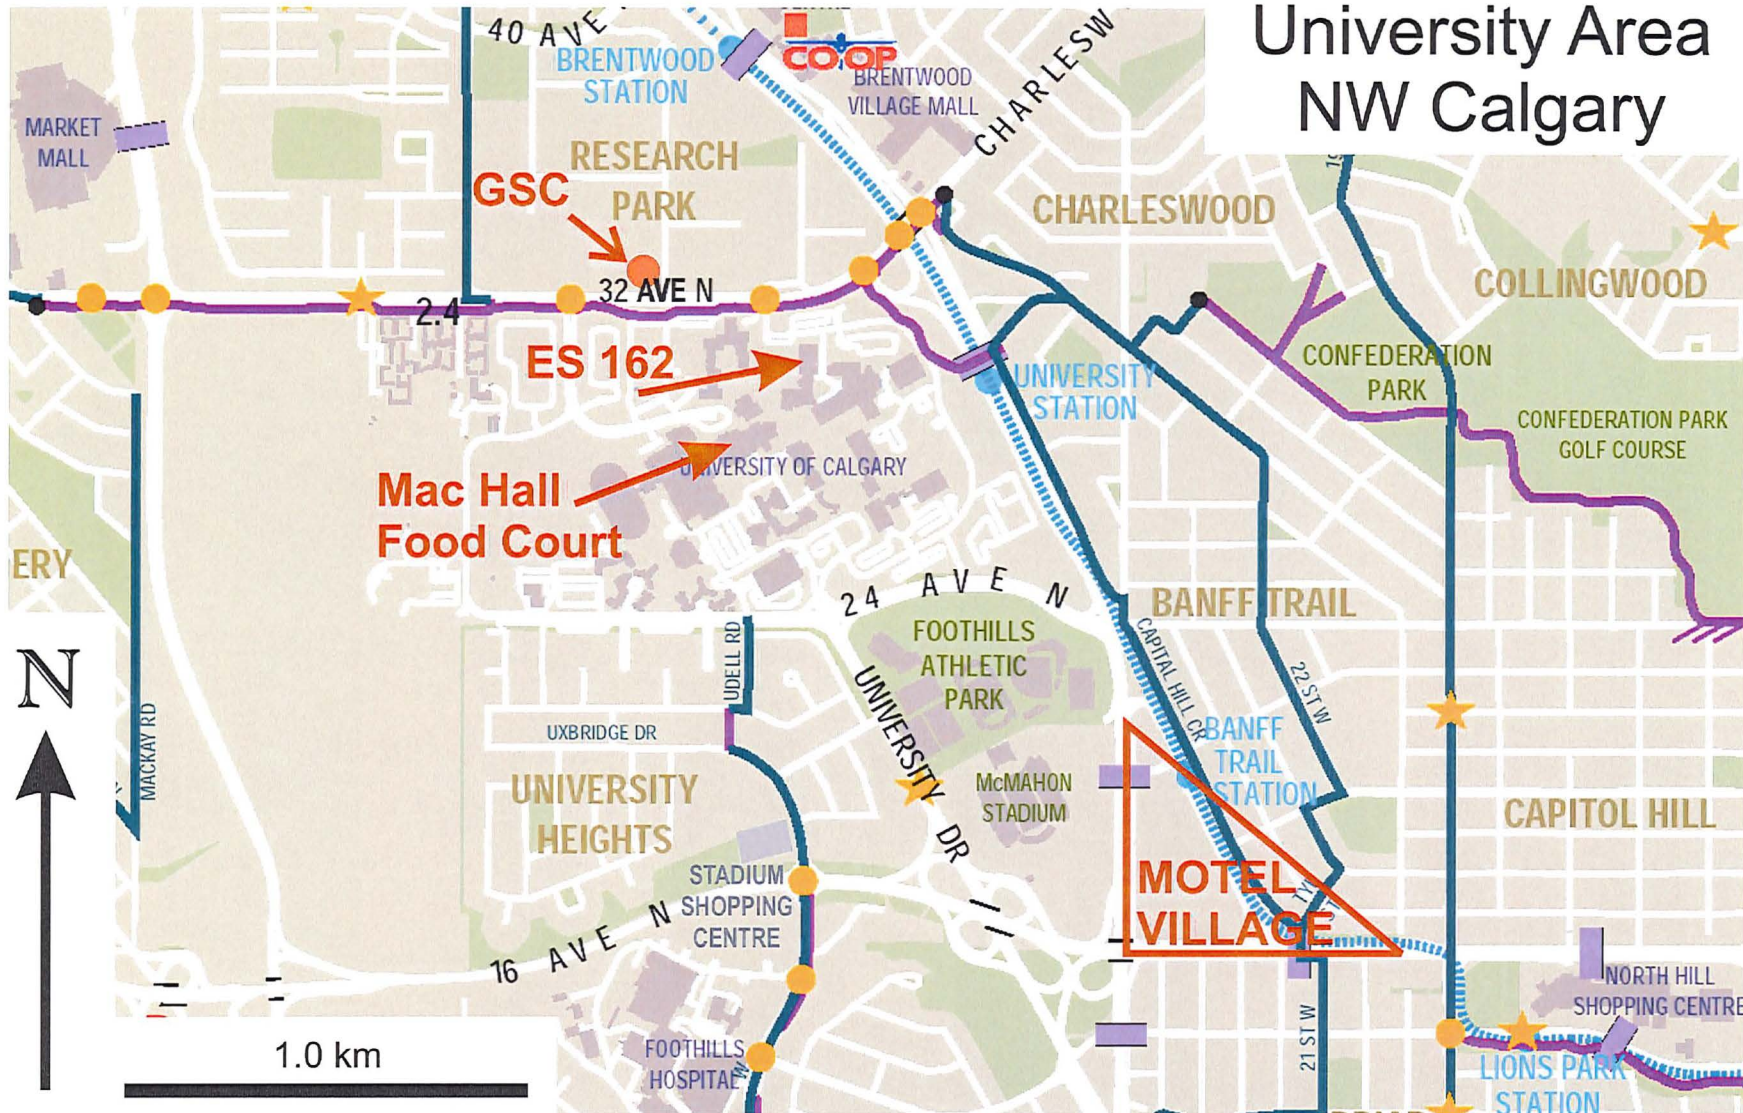 University Area
NW Calgary
40 AVE
BRENTWOOD
STATION
CO-OP
BRENTWOOD
VILLAGE MALL
CHARLESW
MARKET
MALL
RESEARCH
PARK
GSC
CHARLESWOOD
COLLINGWOOD
32 AVE N
2.4
ES 162
UNIVERSITY
STATION
CONFEDERATION
PARK
CONFEDERATION PARK
GOLF COURSE
UNIVERSITY OF CALGARY
Mac Hall
Food Court
ERY
24 AVE N
BANFF TRAIL
FOOTHILLS
ATHLETIC
PARK
UDELL RD
CAPITAL HILL CR
22 ST W
N
MACKAY RD
UXBRIDGE DR
UNIVERSITY DR
BANFF
TRAIL
STATION
UNIVERSITY
HEIGHTS
McMAHON
STADIUM
CAPITOL HILL
MOTEL
VILLAGE
STADIUM
SHOPPING
CENTRE
16 AVE N
NORTH HILL
SHOPPING CENTRE
21 ST W
1.0 km
FOOTHILLS
HOSPITAL
LIONS PARK
STATION